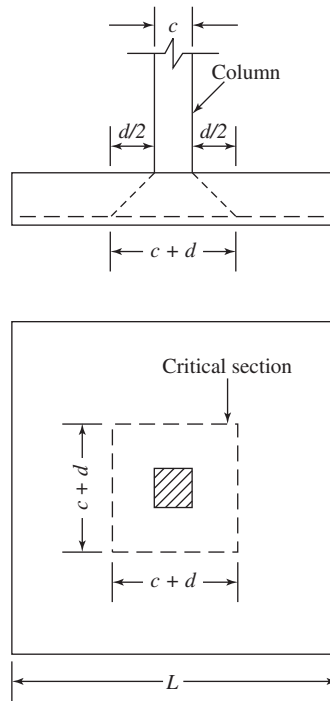 c
Column
d/2 d/2
c + d
Critical section
c + d
c + d
L